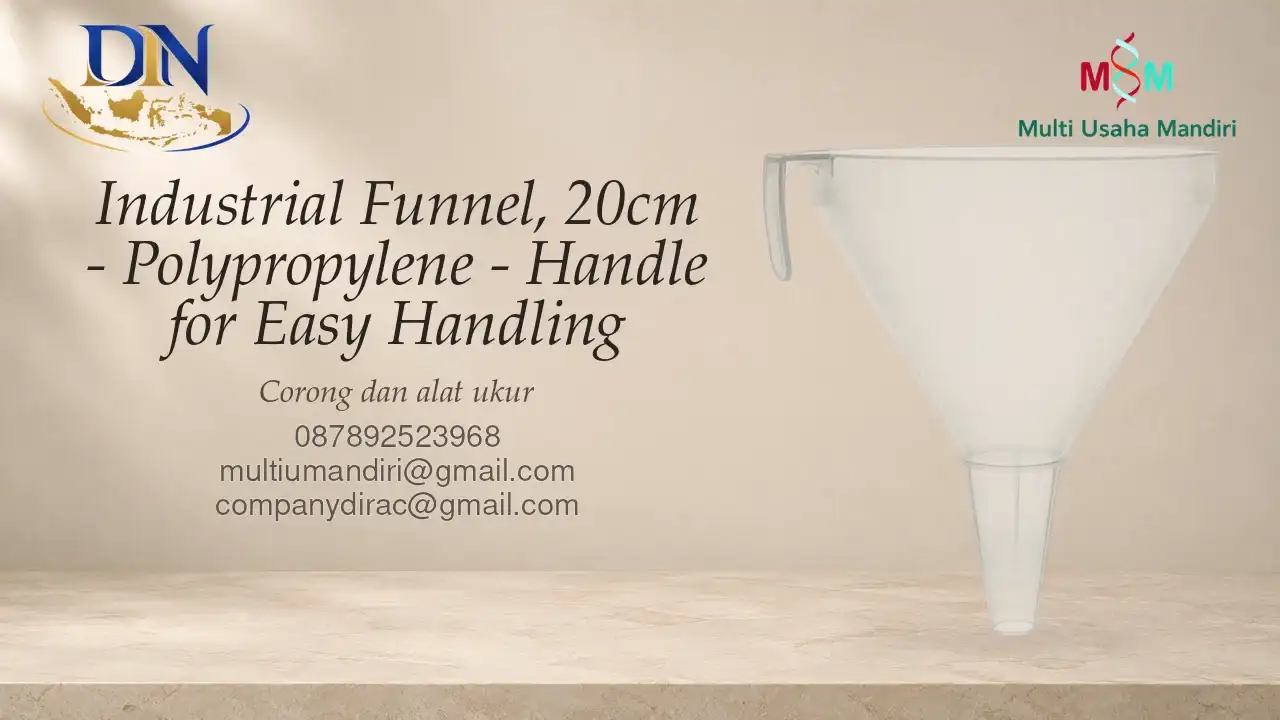 DN
M M
Multi Usaha Mandiri
Industrial Funnel, 20cm
- Polypropylene - Handle
for Easy Handling
Corong dan alat ukur
087892523968
multiumandiri@gmail.com
companydirac@gmail.com